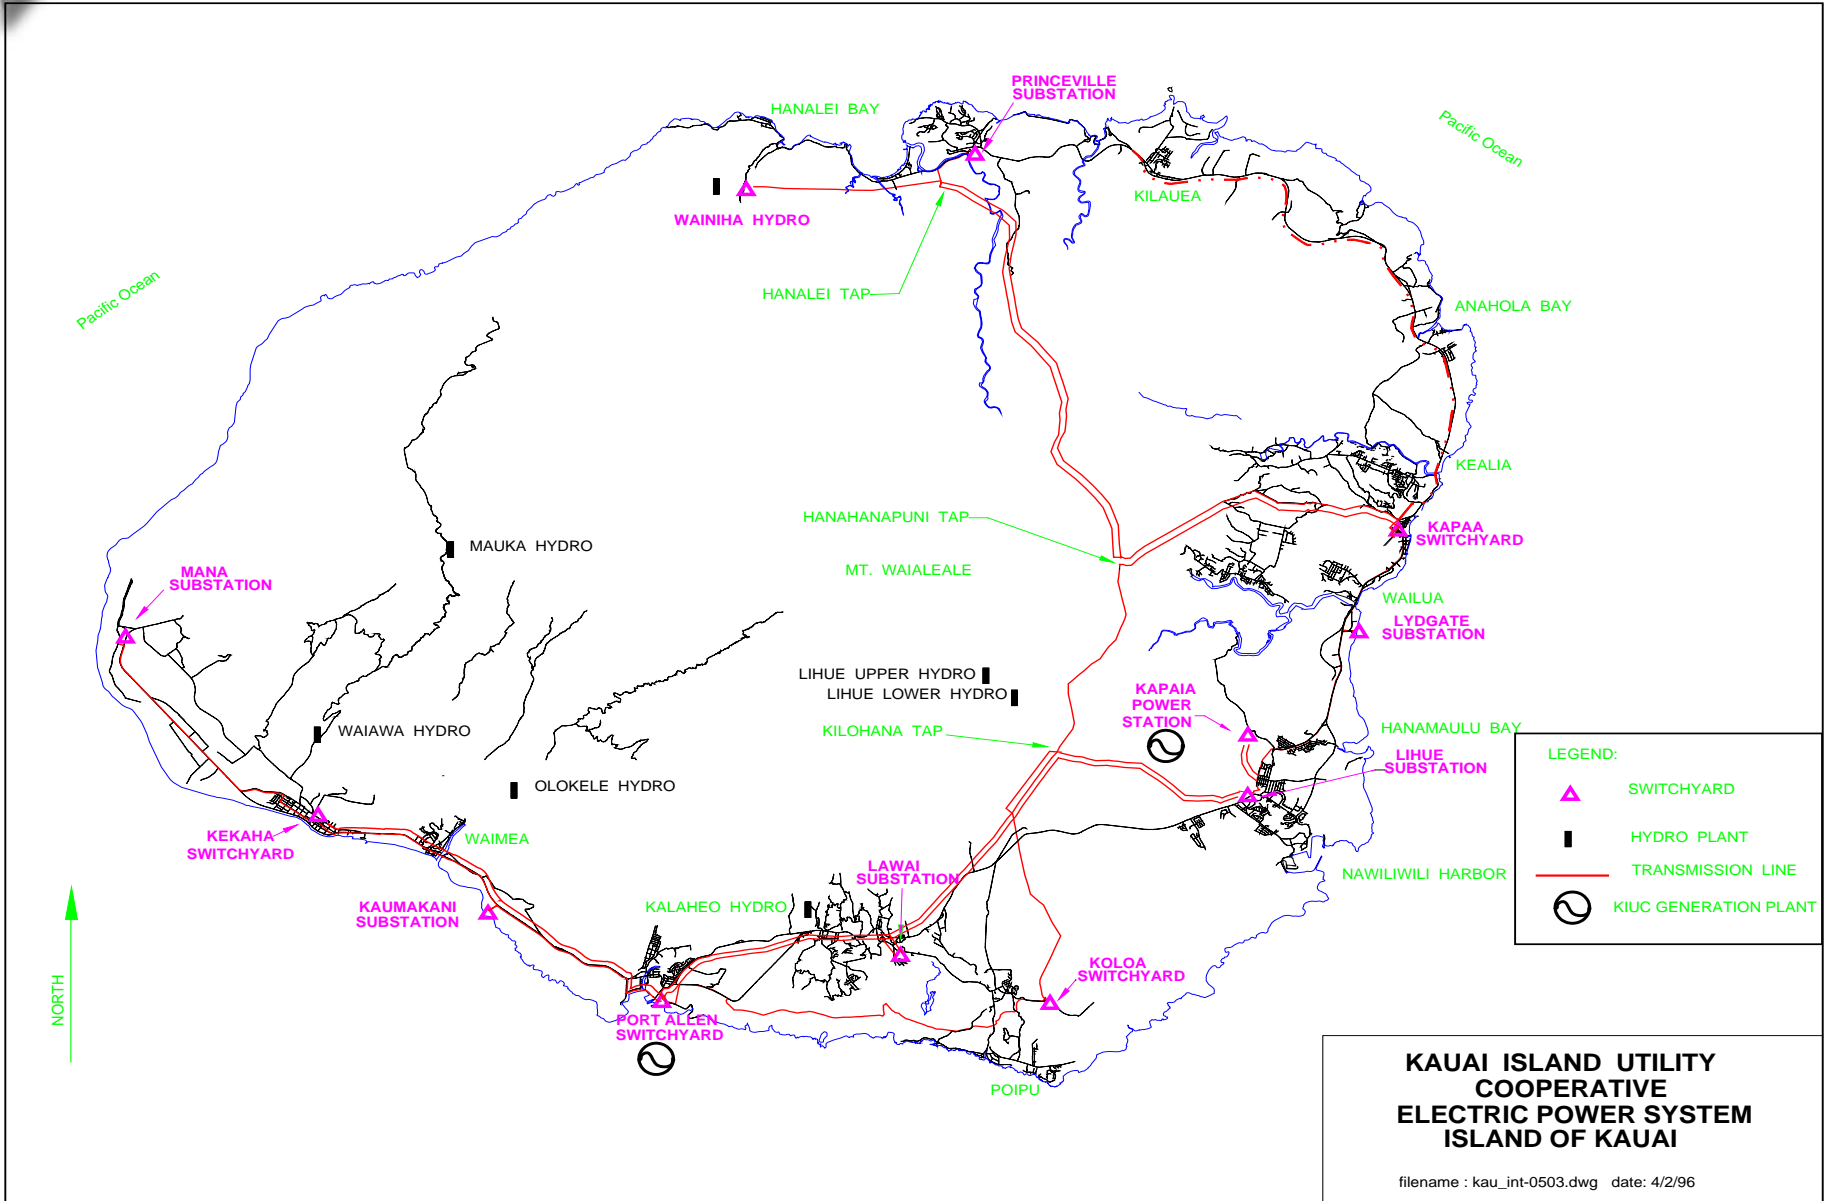 PRINCEVILLE
SUBSTATION
HANALEI BAY
Pacific Ocean
KILAUEA
WAINIHA HYDRO
HANALEI TAP
Pacific Ocean
ANAHOLA BAY
KEALIA
HANAHANAPUNI TAP
KAPAA
SWITCHYARD
MAUKA HYDRO
MT. WAIALEALE
MANA
SUBSTATION
WAILUA
LYDGATE
SUBSTATION
LIHUE UPPER HYDRO
LIHUE LOWER HYDRO
KAPAIA
POWER
STATION
WAIAWA HYDRO
KILOHANA TAP
HANAMAULU BAY
LIHUE
SUBSTATION
OLOKELE HYDRO
KEKAHA
SWITCHYARD
WAIMEA
LAWAI
SUBSTATION
NAWILIWILI HARBOR
KAUMAKANI
SUBSTATION
KALAHEO HYDRO
KOLOA
SWITCHYARD
NORTH
PORT ALLEN
SWITCHYARD
POIPU
LEGEND:
SWITCHYARD
HYDRO PLANT
TRANSMISSION LINE
KIUC GENERATION PLANT
KAUAI ISLAND UTILITY
COOPERATIVE
ELECTRIC POWER SYSTEM
ISLAND OF KAUAI
filename : kau_int-0503.dwg date: 4/2/96